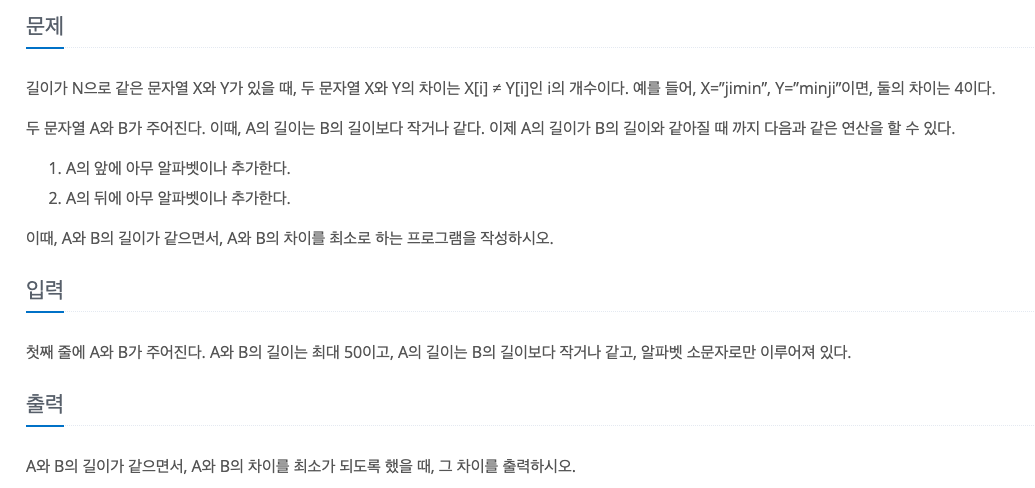 문제
길이가 N으로 같은 문자열 X와 Y가 있을 때, 두 문자열 X와 Y의 차이는 X[i] ≠ Y[i]인 i의 개수이다. 예를 들어, X=”jimin”, Y=”minji”이면, 둘의 차이는 4이다.
두 문자열 A와 B가 주어진다. 이때, A의 길이는 B의 길이보다 작거나 같다. 이제 A의 길이가 B의 길이와 같아질 때 까지 다음과 같은 연산을 할 수 있다.
1. A의 앞에 아무 알파벳이나 추가한다.
2. A의 뒤에 아무 알파벳이나 추가한다.
이때, A와 B의 길이가 같으면서, A와 B의 차이를 최소로 하는 프로그램을 작성하시오.
입력
첫째 줄에 A와 B가 주어진다. A와 B의 길이는 최대 50이고, A의 길이는 B의 길이보다 작거나 같고, 알파벳 소문자로만 이루어져 있다.
출력
A와 B의 길이가 같으면서, A와 B의 차이를 최소가 되도록 했을 때, 그 차이를 출력하시오.